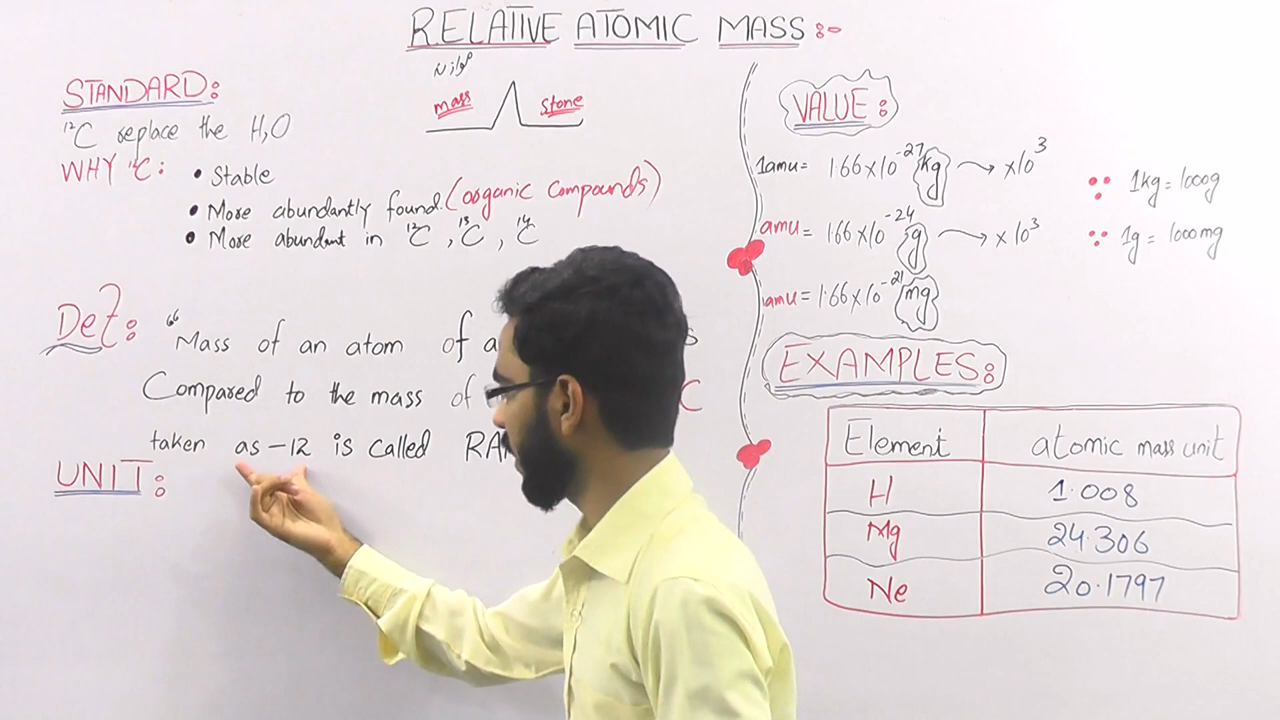 RELATIVE ATOMIC MASS :-
STANDARD:
¹²C replace the H₂O
mass
stone
WHY ¹²C:
• Stable
• More abundantly found. (organic compounds)
• More abundant in ¹²C, ¹³C, ¹⁴C
Def:
“Mass of an atom of a
Compared to the mass of C
taken as -12 is called
UNIT:
VALUE:
1amu = 1.66×10⁻²⁷ kg → ×10³
amu = 1.66×10⁻²⁴ g → ×10³
amu = 1.66×10⁻²¹ mg
∵ 1kg = 1000g
∵ 1g = 1000mg
EXAMPLES:
Element atomic mass unit
H 1.008
Mg 24.306
Ne 20.1797